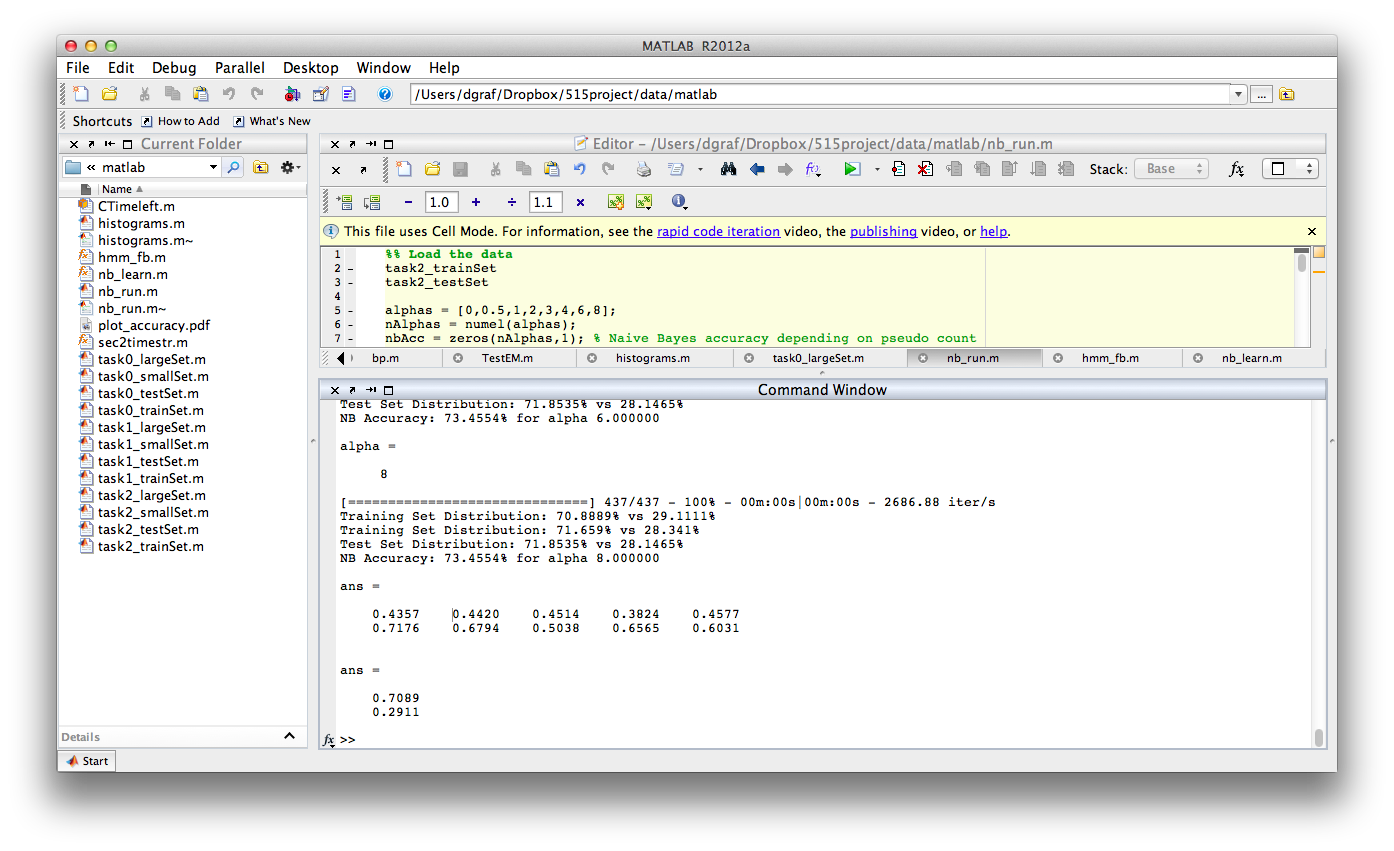 MATLAB R2012a
File Edit Debug Parallel Desktop Window Help
/Users/dgraf/Dropbox/515project/data/matlab
...
Shortcuts How to Add What's New
Current Folder
« matlab
Name
CTimeleft.m
histograms.m
histograms.m~
hmm_fb.m
nb_learn.m
nb_run.m
nb_run.m~
plot_accuracy.pdf
sec2timestr.m
task0_largeSet.m
task0_smallSet.m
task0_testSet.m
task0_trainSet.m
task1_largeSet.m
task1_smallSet.m
task1_testSet.m
task1_trainSet.m
task2_largeSet.m
task2_smallSet.m
task2_testSet.m
task2_trainSet.m
Details
Start
Editor – /Users/dgraf/Dropbox/515project/data/matlab/nb_run.m
Stack: Base fx
– 1.0 + ÷ 1.1 ×
This file uses Cell Mode. For information, see the rapid code iteration video, the publishing video, or help.
1 %% Load the data
2 – task2_trainSet
3 – task2_testSet
4
5 – alphas = [0,0.5,1,2,3,4,6,8];
6 – nAlphas = numel(alphas);
7 – nbAcc = zeros(nAlphas,1); % Naive Bayes accuracy depending on pseudo count
bp.m TestEM.m histograms.m task0_largeSet.m nb_run.m hmm_fb.m nb_learn.m
Command Window
Test Set Distribution: 71.8535% vs 28.1465%
NB Accuracy: 73.4554% for alpha 6.000000
alpha =
8
[==============================] 437/437 - 100% - 00m:00s|00m:00s - 2686.88 iter/s
Training Set Distribution: 70.8889% vs 29.1111%
Training Set Distribution: 71.659% vs 28.341%
Test Set Distribution: 71.8535% vs 28.1465%
NB Accuracy: 73.4554% for alpha 8.000000
ans =
0.4357 0.4420 0.4514 0.3824 0.4577
0.7176 0.6794 0.5038 0.6565 0.6031
ans =
0.7089
0.2911
fx >>